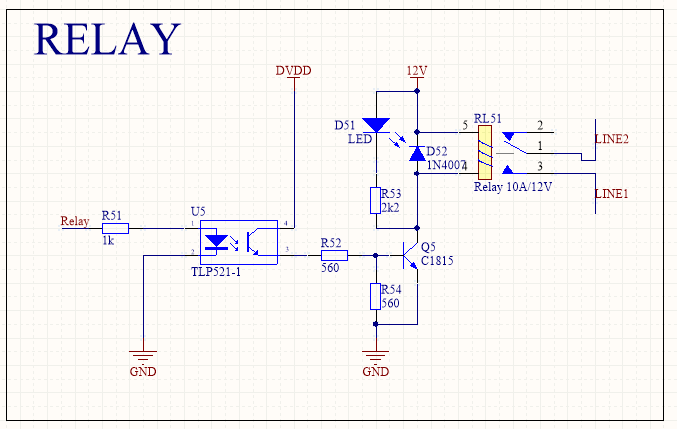 RELAY
DVDD
12V
RL51
D51
LED
5
2
LINE2
D52
1
1N4007
4
3
Relay 10A/12V
LINE1
R53
2k2
Relay
R51
1k
U5
1
4
2
3
TLP521-1
R52
560
Q5
C1815
R54
560
GND
GND